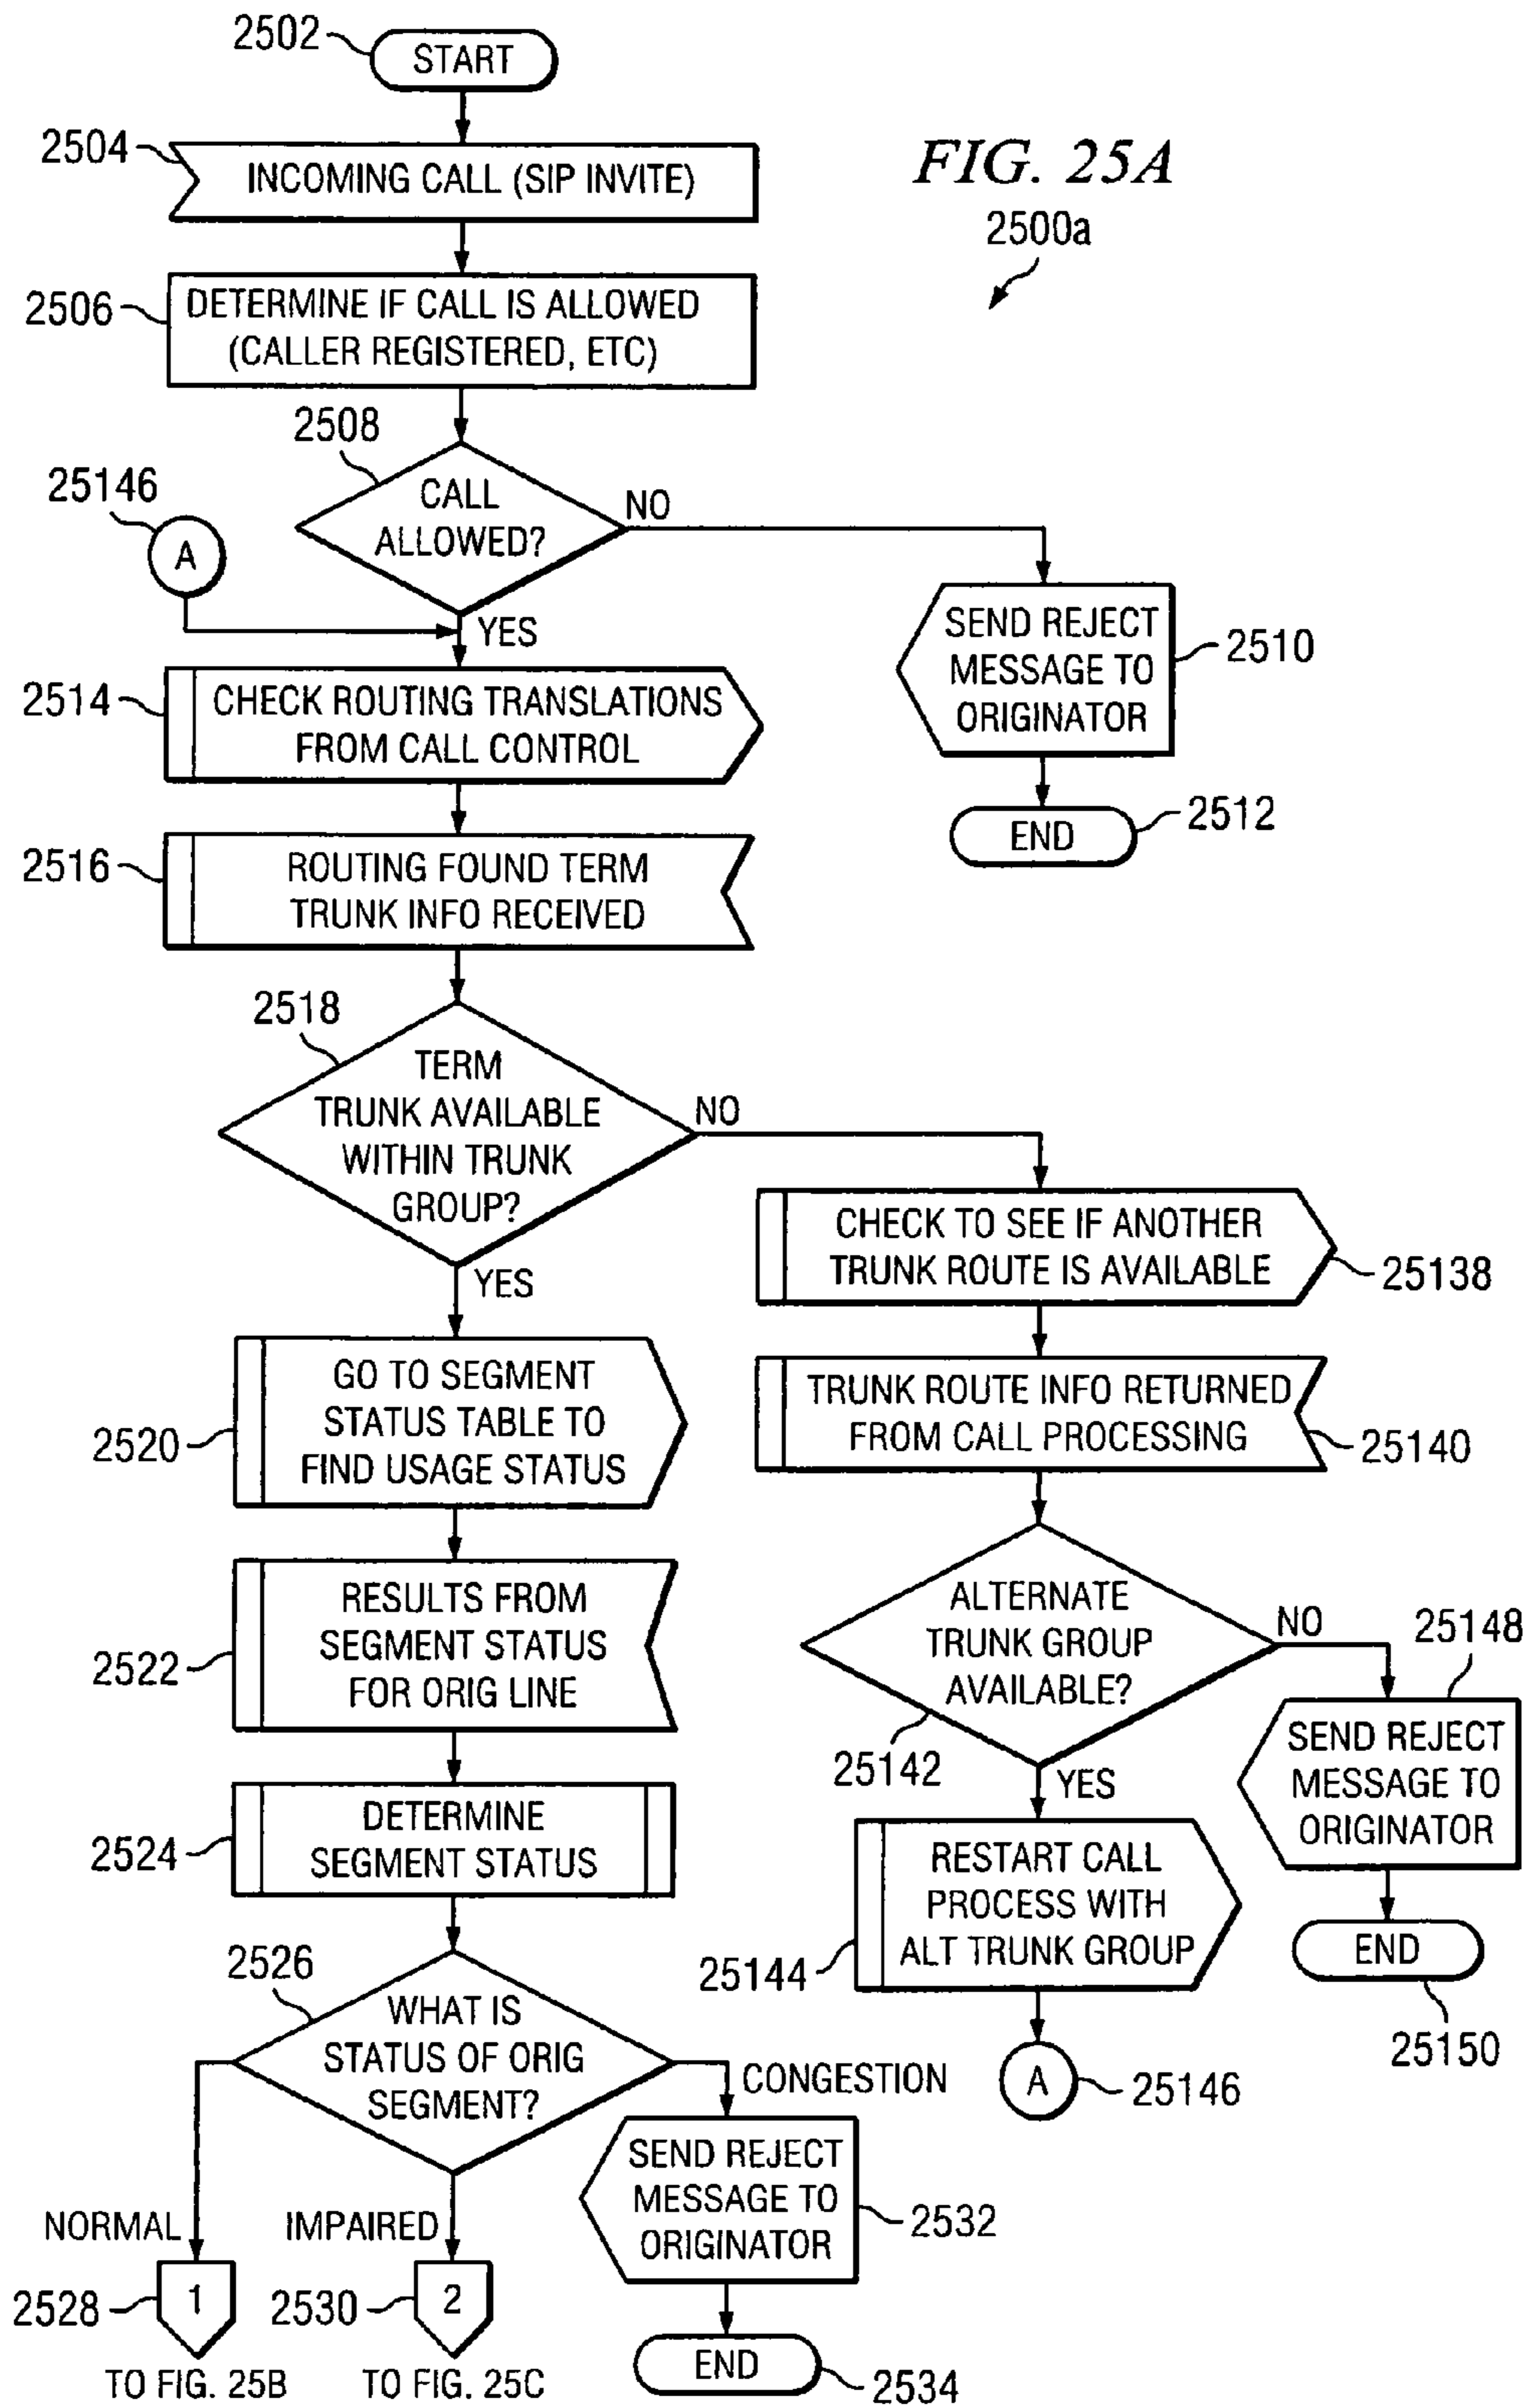 2502
START
2504
INCOMING CALL (SIP INVITE)
FIG. 25A
2500a
2506
DETERMINE IF CALL IS ALLOWED
(CALLER REGISTERED, ETC)
2508
CALL
ALLOWED?
NO
25146
A
YES
SEND REJECT
MESSAGE TO
ORIGINATOR
2510
END
2512
2514
CHECK ROUTING TRANSLATIONS
FROM CALL CONTROL
2516
ROUTING FOUND TERM
TRUNK INFO RECEIVED
2518
TERM
TRUNK AVAILABLE
WITHIN TRUNK
GROUP?
NO
YES
CHECK TO SEE IF ANOTHER
TRUNK ROUTE IS AVAILABLE
25138
TRUNK ROUTE INFO RETURNED
FROM CALL PROCESSING
25140
2520
GO TO SEGMENT
STATUS TABLE TO
FIND USAGE STATUS
2522
RESULTS FROM
SEGMENT STATUS
FOR ORIG LINE
ALTERNATE
TRUNK GROUP
AVAILABLE?
25142
NO
YES
25148
SEND REJECT
MESSAGE TO
ORIGINATOR
END
25150
RESTART CALL
PROCESS WITH
ALT TRUNK GROUP
25144
A
25146
2524
DETERMINE
SEGMENT STATUS
2526
WHAT IS
STATUS OF ORIG
SEGMENT?
CONGESTION
SEND REJECT
MESSAGE TO
ORIGINATOR
2532
END
2534
NORMAL
IMPAIRED
2528
1
2530
2
TO FIG. 25B
TO FIG. 25C